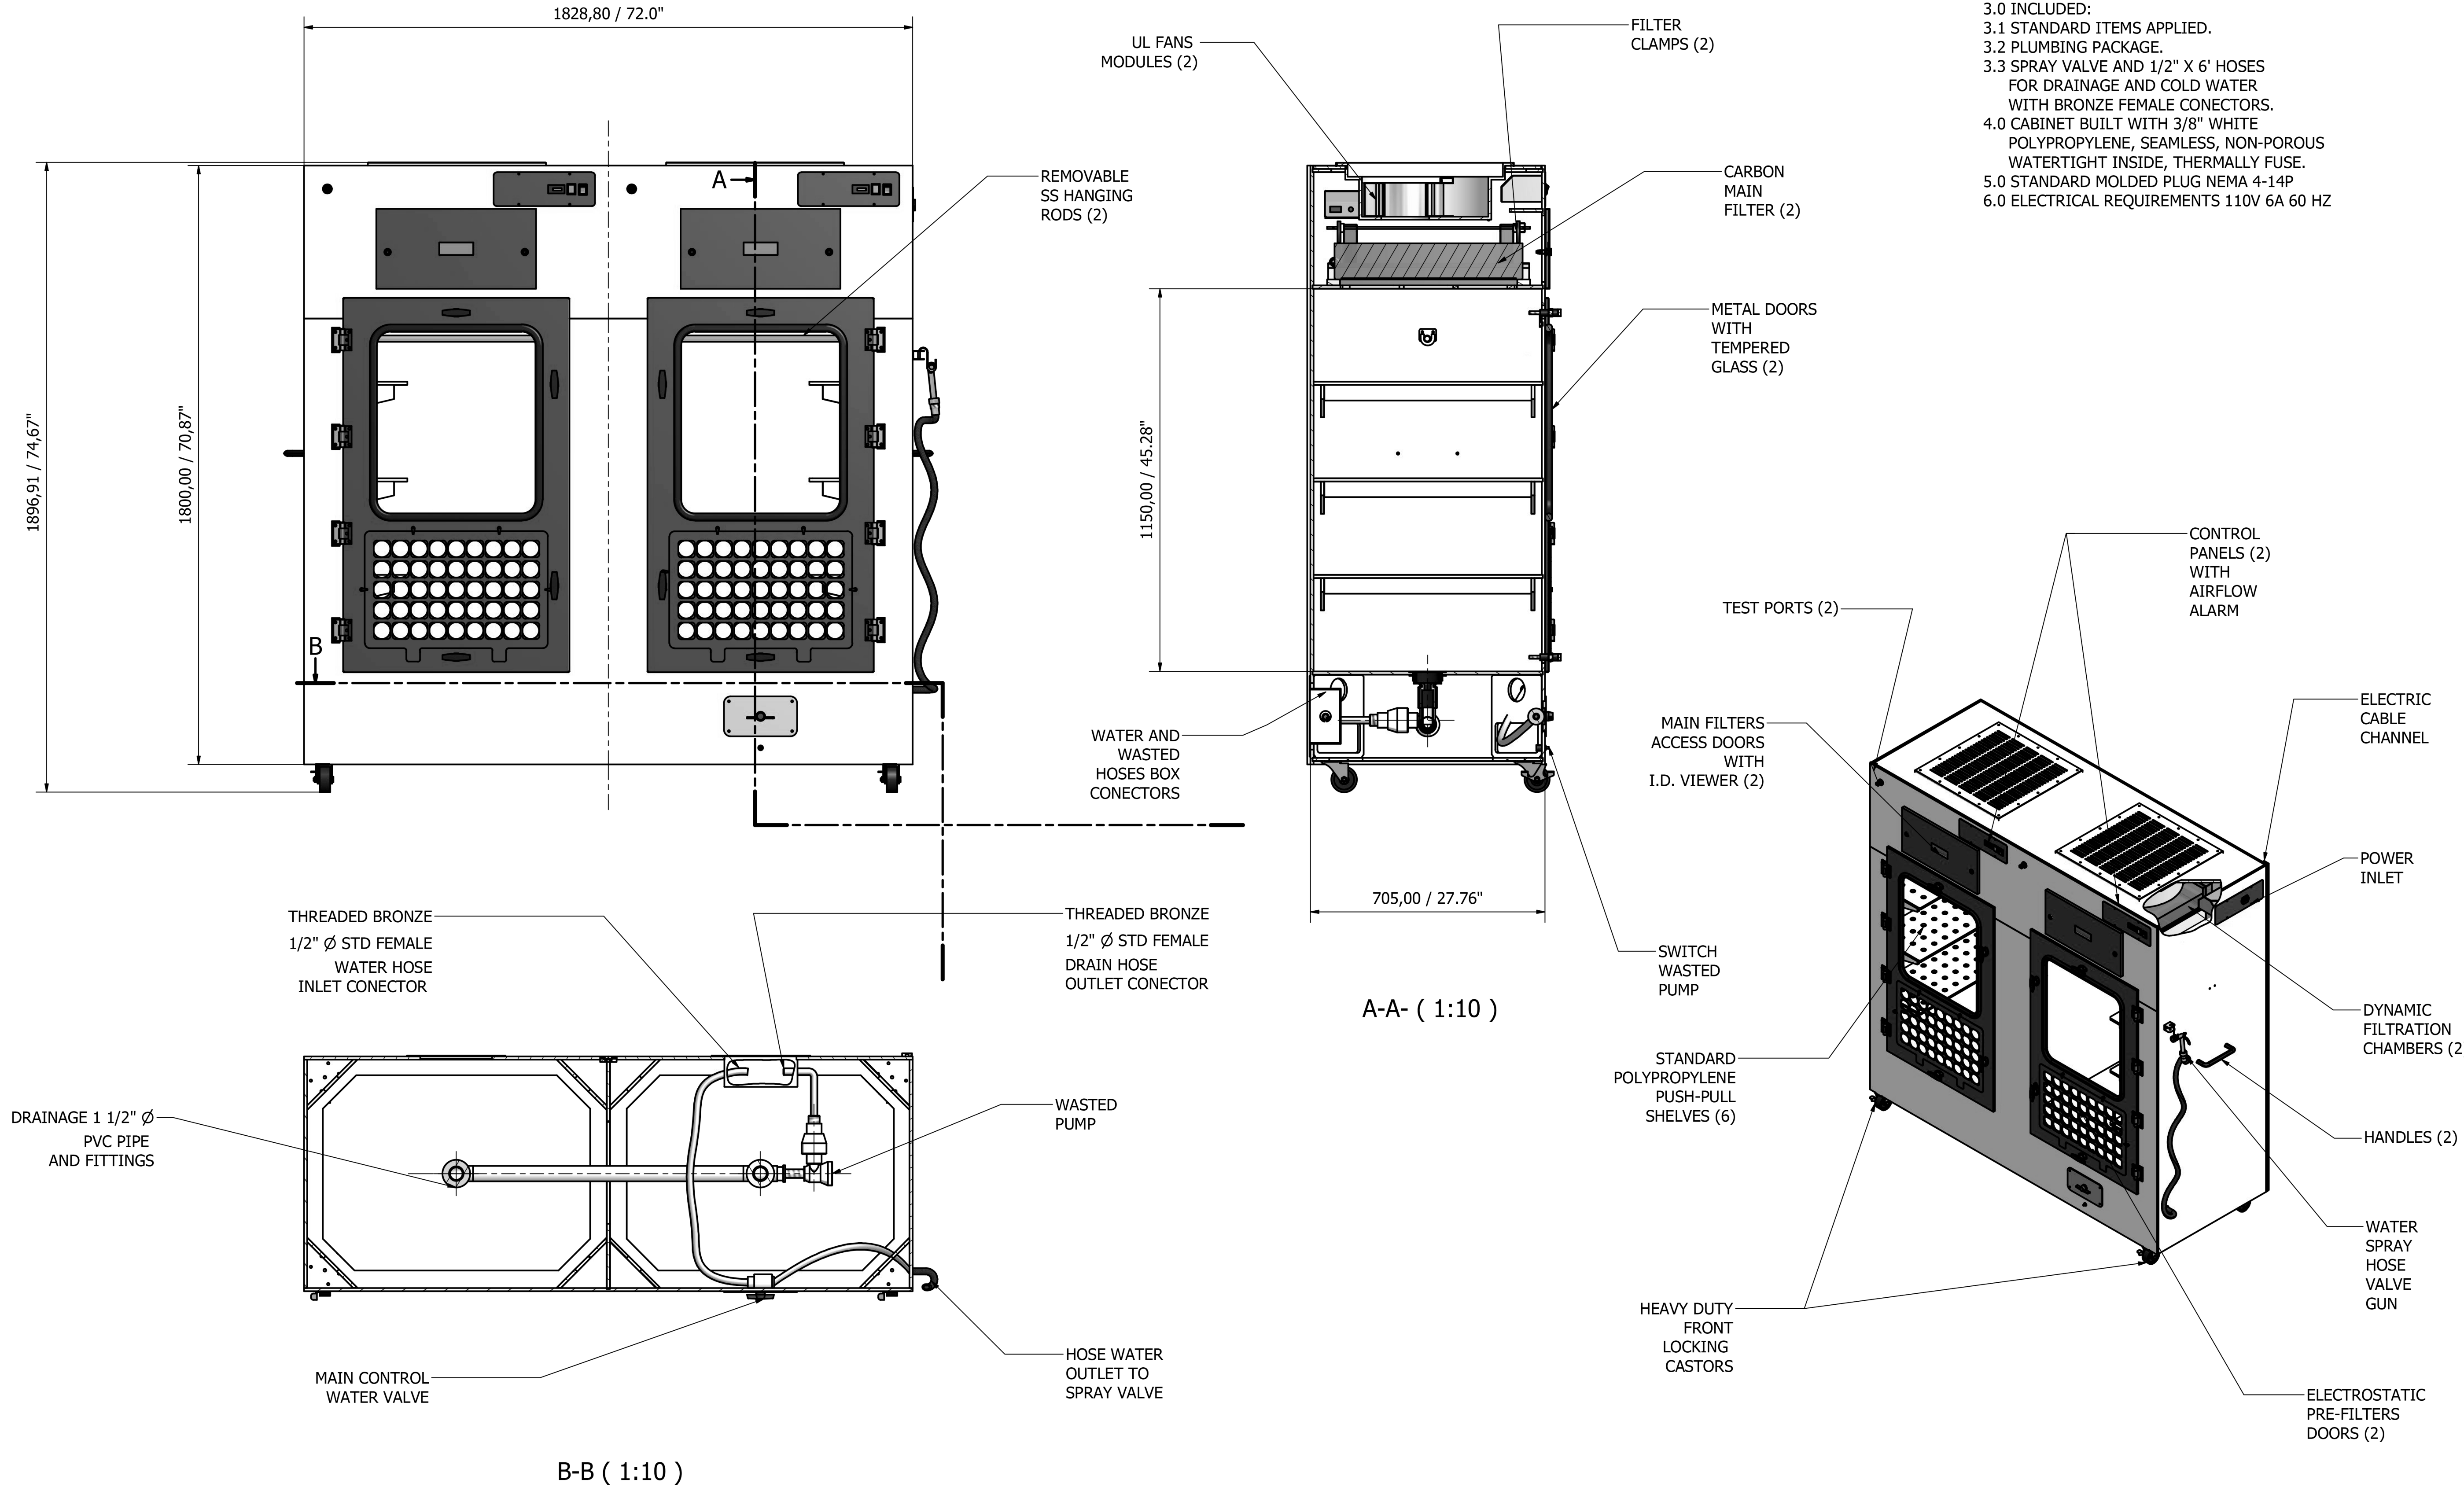 1828,80 / 72.0"
1896,91 / 74,67"
1800,00 / 70,87"
A
B
REMOVABLE
SS HANGING
RODS (2)
UL FANS
MODULES (2)
FILTER
CLAMPS (2)
CARBON
MAIN
FILTER (2)
METAL DOORS
WITH
TEMPERED
GLASS (2)
1150,00 / 45.28"
WATER AND
WASTED
HOSES BOX
CONECTORS
705,00 / 27.76"
SWITCH
WASTED
PUMP
A-A- ( 1:10 )
3.0 INCLUDED:
3.1 STANDARD ITEMS APPLIED.
3.2 PLUMBING PACKAGE.
3.3 SPRAY VALVE AND 1/2" X 6' HOSES
FOR DRAINAGE AND COLD WATER
WITH BRONZE FEMALE CONECTORS.
4.0 CABINET BUILT WITH 3/8" WHITE
POLYPROPYLENE, SEAMLESS, NON-POROUS
WATERTIGHT INSIDE, THERMALLY FUSE.
5.0 STANDARD MOLDED PLUG NEMA 4-14P
6.0 ELECTRICAL REQUIREMENTS 110V 6A 60 HZ
CONTROL
PANELS (2)
WITH
AIRFLOW
ALARM
TEST PORTS (2)
MAIN FILTERS
ACCESS DOORS
WITH
I.D. VIEWER (2)
ELECTRIC
CABLE
CHANNEL
POWER
INLET
DYNAMIC
FILTRATION
CHAMBERS (2
STANDARD
POLYPROPYLENE
PUSH-PULL
SHELVES (6)
HANDLES (2)
WATER
SPRAY
HOSE
VALVE
GUN
HEAVY DUTY
FRONT
LOCKING
CASTORS
ELECTROSTATIC
PRE-FILTERS
DOORS (2)
THREADED BRONZE
1/2" Ø STD FEMALE
WATER HOSE
INLET CONECTOR
THREADED BRONZE
1/2" Ø STD FEMALE
DRAIN HOSE
OUTLET CONECTOR
DRAINAGE 1 1/2" Ø
PVC PIPE
AND FITTINGS
WASTED
PUMP
MAIN CONTROL
WATER VALVE
HOSE WATER
OUTLET TO
SPRAY VALVE
B-B ( 1:10 )